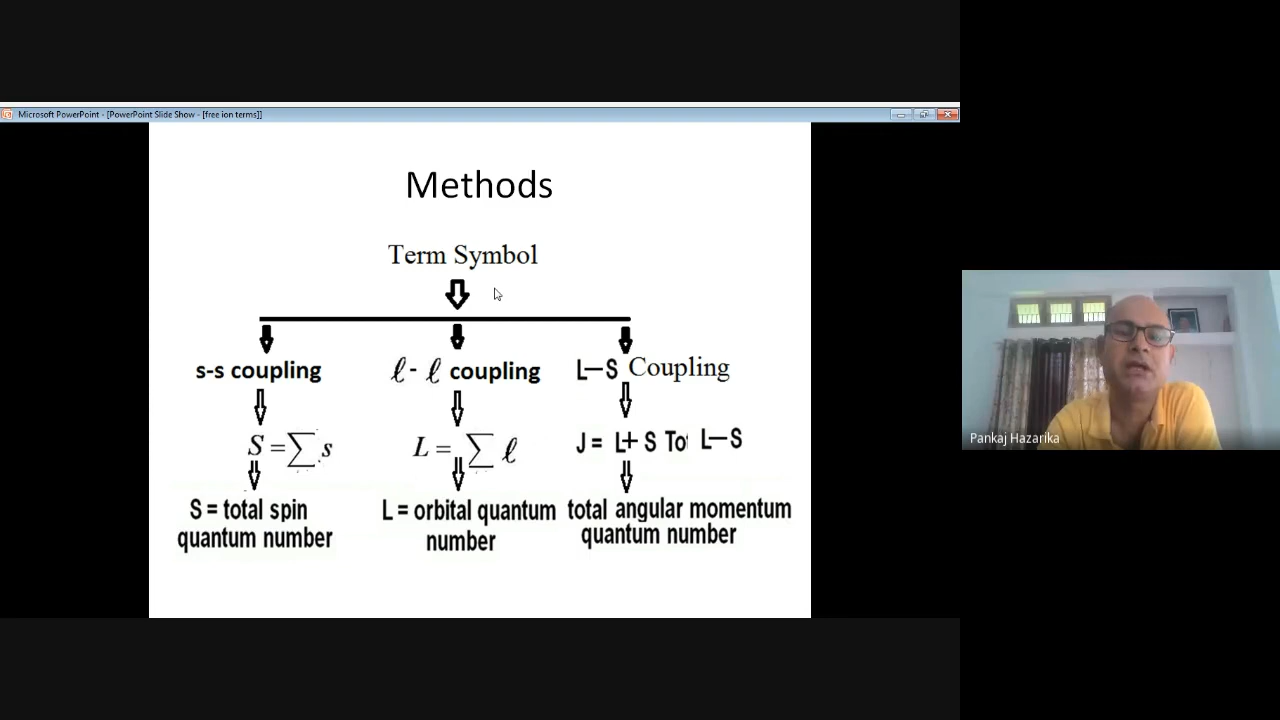 Microsoft PowerPoint - [PowerPoint Slide Show - [free ion terms]]
Methods
Term Symbol
s-s coupling
ℓ - ℓ coupling
L–S Coupling
S = ∑ s
L = ∑ ℓ
J = L+ S To L–S
S = total spin
quantum number
L = orbital quantum
number
total angular momentum
quantum number
Pankaj Hazarika